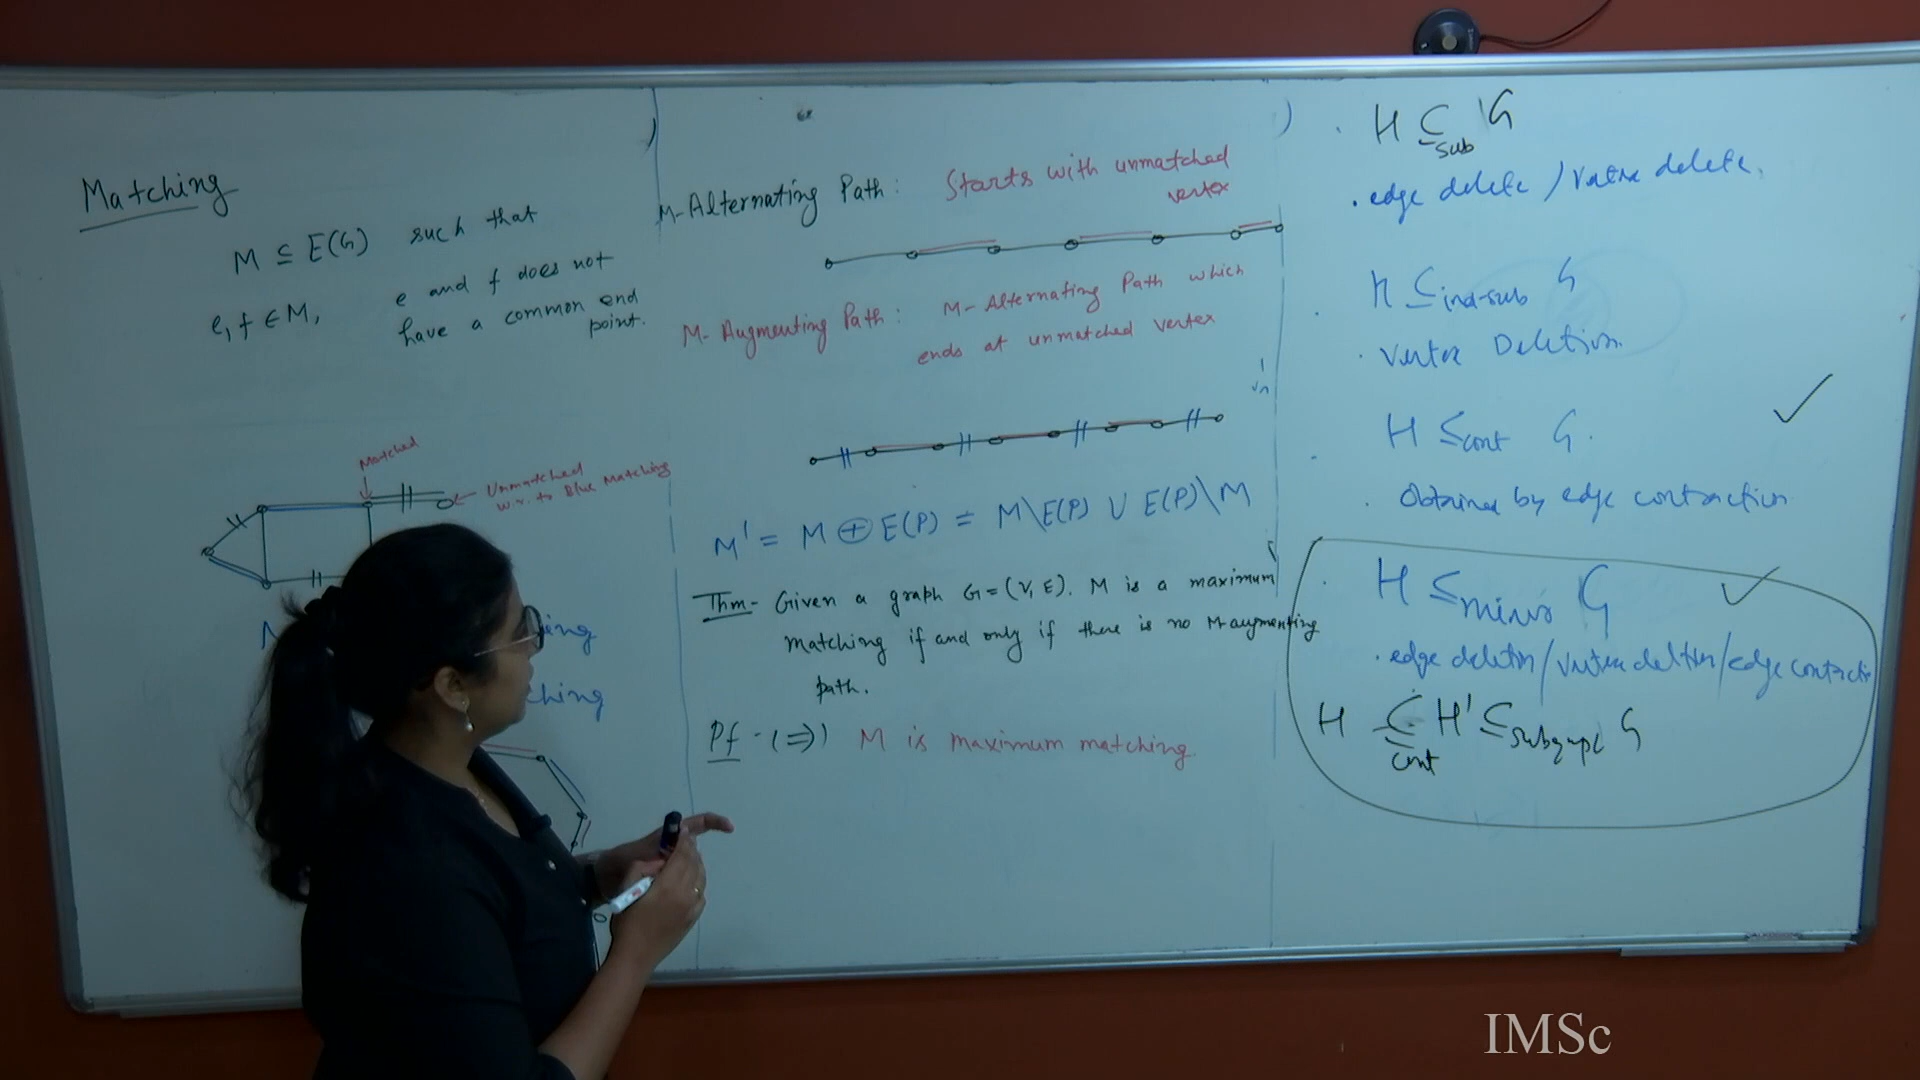 Matching
M ⊆ E(G) such that
e, f ∈ M, e and f does not
have a common end
point.
Matched
Unmatched
w.r. to Blue Matching
ing
ching
M-Alternating Path: Starts with unmatched
vertex
M-Augmenting Path: M-Alternating Path which
ends at unmatched vertex
M' = M ⊕ E(P) = M\E(P) ∪ E(P)\M
Thm- Given a graph G=(V, E). M is a maximum
matching if and only if there is no M-augmenting
path.
Pf - (⇒) M is maximum matching
H ⊆sub G
. edge delete / vertex delete.
H ⊆ind-sub G
. vertex Deletion.
H ≤cont G.
. Obtained by edge contraction
H ≤minor G
. edge deletion/vertex deletion/edge contraction
H ≤cont H' ⊆subgraph G
IMSc